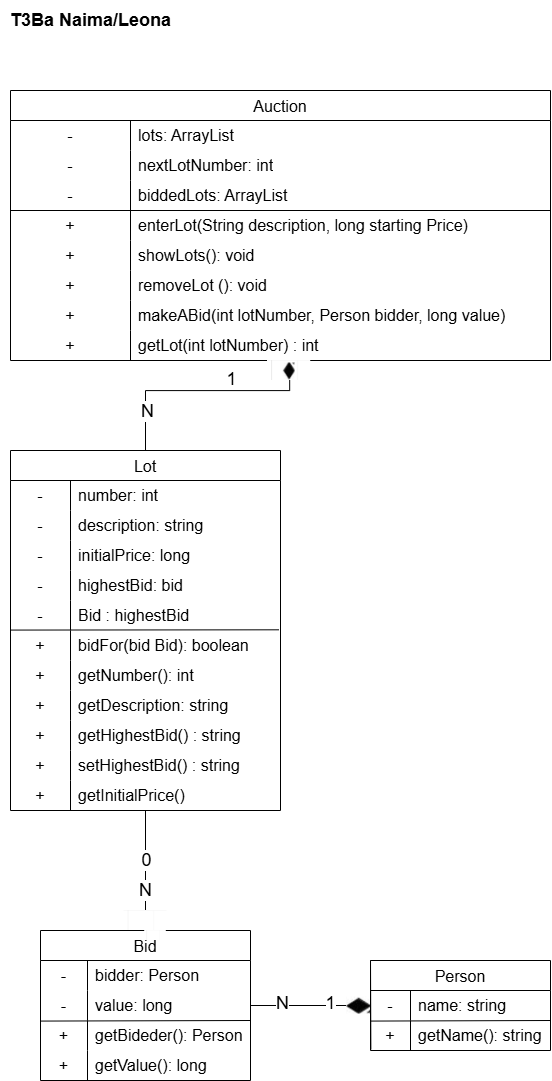 T3Ba Naima/Leona
Auction
- lots: ArrayList
- nextLotNumber: int
- biddedLots: ArrayList
+ enterLot(String description, long starting Price)
+ showLots(): void
+ removeLot (): void
+ makeABid(int lotNumber, Person bidder, long value)
+ getLot(int lotNumber) : int
1
N
Lot
- number: int
- description: string
- initialPrice: long
- highestBid: bid
- Bid : highestBid
+ bidFor(bid Bid): boolean
+ getNumber(): int
+ getDescription: string
+ getHighestBid() : string
+ setHighestBid() : string
+ getInitialPrice()
0
N
Bid
- bidder: Person
- value: long
+ getBideder(): Person
+ getValue(): long
N 1
Person
- name: string
+ getName(): string